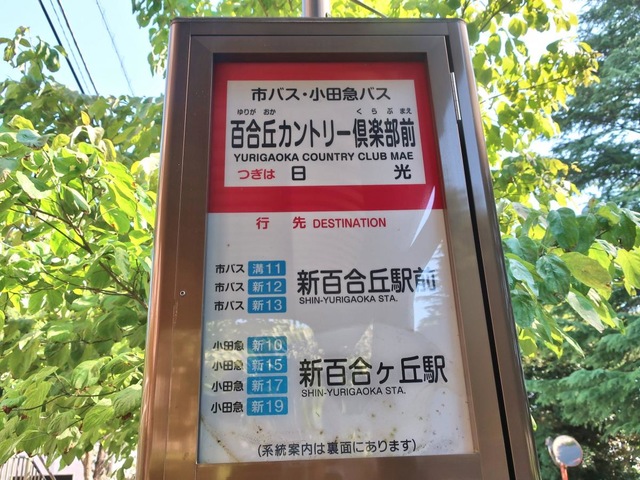 市バス・小田急バス
ゆりが おか くらぶまえ
百合丘カントリー倶楽部前
YURIGAOKA COUNTRY CLUB MAE
つぎは 日光
行先 DESTINATION
市バス 溝11
市バス 新12 新百合丘駅前
SHIN-YURIGAOKA STA.
市バス 新13
小田急 新10
小田急 新15
新百合ヶ丘駅
小田急 新17
SHIN-YURIGAOKA STA.
小田急 新19
(系統案内は裏面にあります)